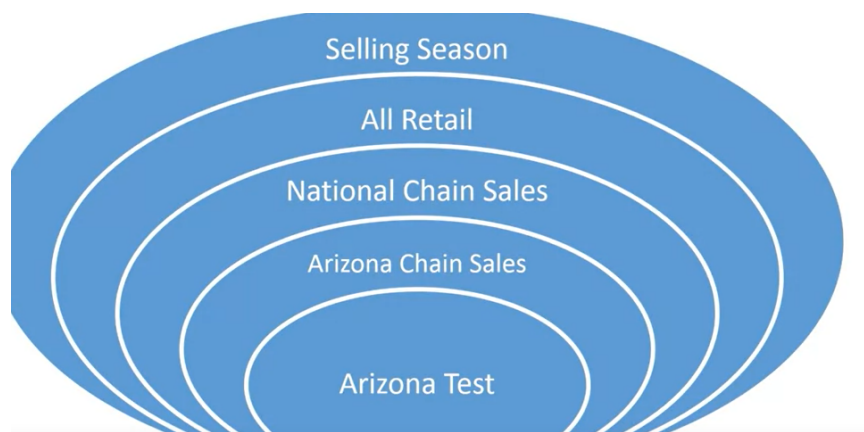 Selling Season
All Retail
National Chain Sales
Arizona Chain Sales
Arizona Test